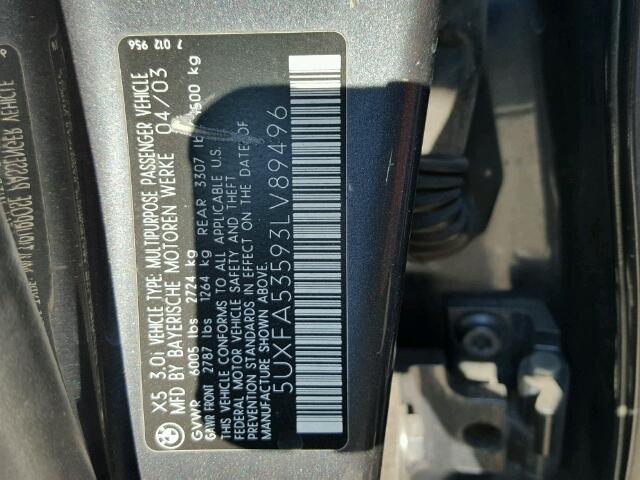 X5 3.0i VEHICLE TYPE: MULTIPURPOSE PASSENGER VEHICLE
MFD BY BAYERISCHE MOTOREN WERKE 04/03
GVWR 6005 lbs 2724 kg
GAWR FRONT 2787 lbs 1264 kg REAR 3307 lb 500 kg
THIS VEHICLE CONFORMS TO ALL APPLICABLE U.S.
FEDERAL MOTOR VEHICLE SAFETY AND THEFT
PREVENTION STANDARDS IN EFFECT ON THE DATE OF
MANUFACTURE SHOWN ABOVE.
5UXFA53593LV89496
7 012 956